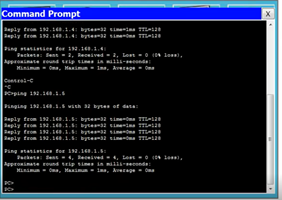 Command Prompt
X
Reply from 192.168.1.4: bytes=32 time=1ms TTL=128
Reply from 192.168.1.4: bytes=32 time=0ms TTL=128
Ping statistics for 192.168.1.4:
Packets: Sent = 2, Received = 2, Lost = 0 (0% loss),
Approximate round trip times in milli-seconds:
Minimum = 0ms, Maximum = 1ms, Average = 0ms
Control-C
^C
PC>ping 192.168.1.5
Pinging 192.168.1.5 with 32 bytes of data:
Reply from 192.168.1.5: bytes=32 time=1ms TTL=128
Reply from 192.168.1.5: bytes=32 time=0ms TTL=128
Reply from 192.168.1.5: bytes=32 time=0ms TTL=128
Reply from 192.168.1.5: bytes=32 time=0ms TTL=128
Ping statistics for 192.168.1.5:
Packets: Sent = 4, Received = 4, Lost = 0 (0% loss),
Approximate round trip times in milli-seconds:
Minimum = 0ms, Maximum = 1ms, Average = 0ms
PC>
PC>